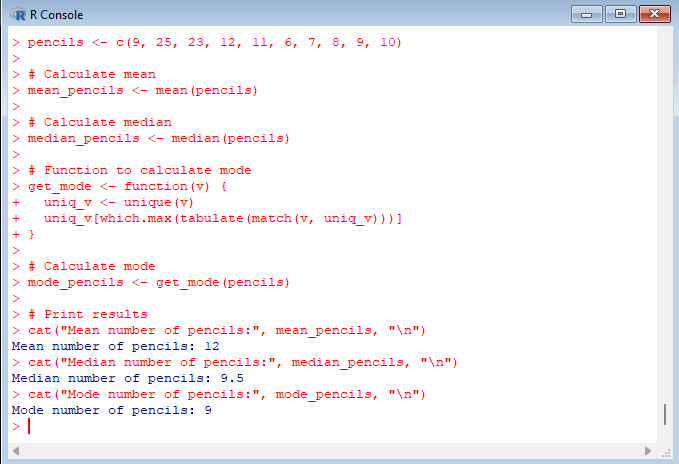 R Console
> pencils <- c(9, 25, 23, 12, 11, 6, 7, 8, 9, 10)
>
> # Calculate mean
> mean_pencils <- mean(pencils)
>
> # Calculate median
> median_pencils <- median(pencils)
>
> # Function to calculate mode
> get_mode <- function(v) {
+   uniq_v <- unique(v)
+   uniq_v[which.max(tabulate(match(v, uniq_v)))]
+ }
>
> # Calculate mode
> mode_pencils <- get_mode(pencils)
>
> # Print results
> cat("Mean number of pencils:", mean_pencils, "\n")
Mean number of pencils: 12
> cat("Median number of pencils:", median_pencils, "\n")
Median number of pencils: 9.5
> cat("Mode number of pencils:", mode_pencils, "\n")
Mode number of pencils: 9
>